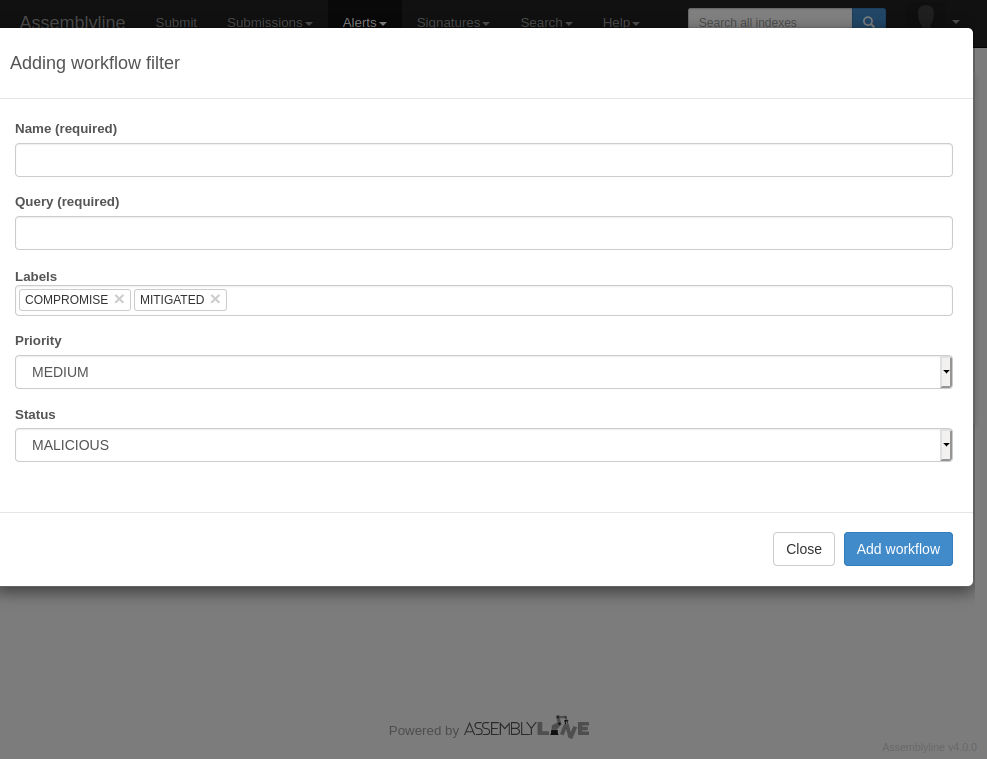 Assemblyline Submit Submissions Alerts Signatures Search Help Search all indexes
Adding workflow filter
Name (required)
Query (required)
Labels
COMPROMISE × MITIGATED ×
Priority
MEDIUM
Status
MALICIOUS
Close Add workflow
Powered by ASSEMBLYLINE
Assemblyline v4.0.0